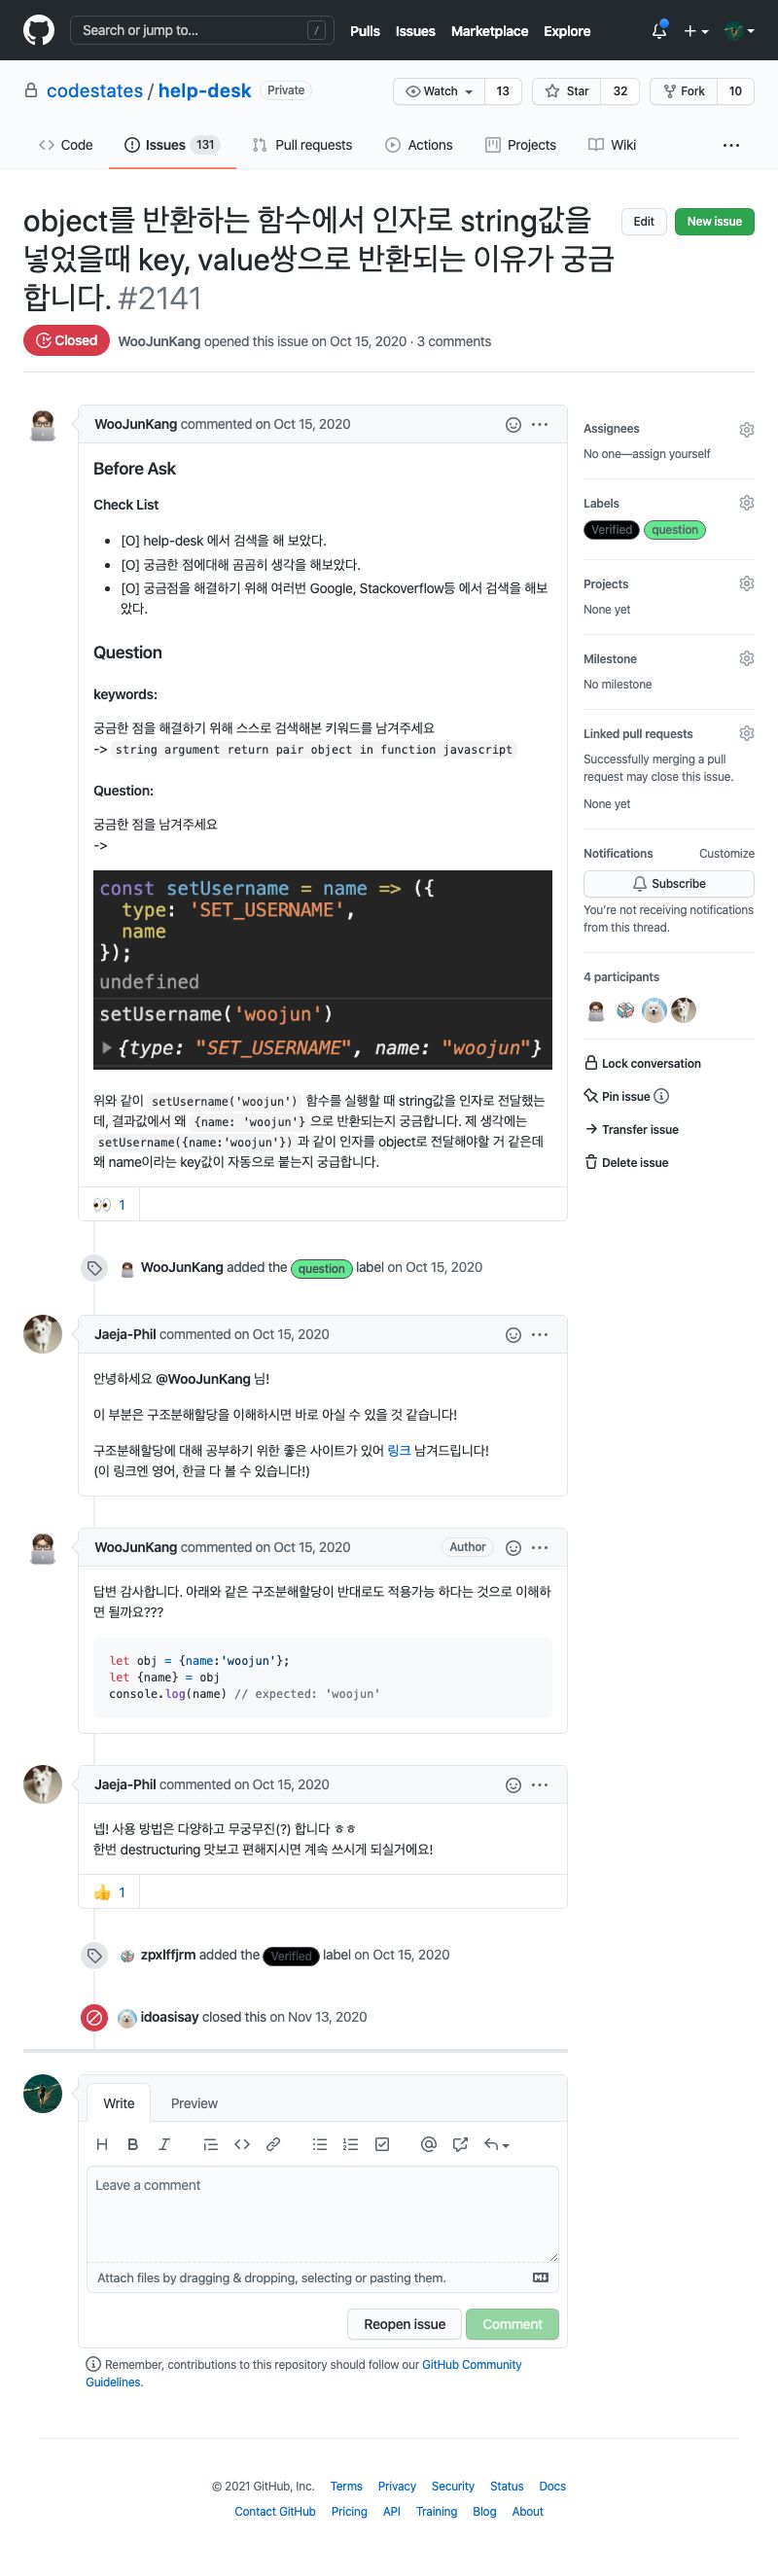 Search or jump to...
/
Pulls Issues Marketplace Explore
codestates / help-desk Private
Watch 13 Star 32 Fork 10
Code Issues 131 Pull requests Actions Projects Wiki
object를 반환하는 함수에서 인자로 string값을
넣었을때 key, value쌍으로 반환되는 이유가 궁금
합니다. #2141
Edit New issue
Closed WooJunKang opened this issue on Oct 15, 2020 · 3 comments
WooJunKang commented on Oct 15, 2020
Before Ask
Check List
• [O] help-desk 에서 검색을 해 보았다.
• [O] 궁금한 점에대해 곰곰히 생각을 해보았다.
• [O] 궁금점을 해결하기 위해 여러번 Google, Stackoverflow등 에서 검색을 해보
았다.
Question
keywords:
궁금한 점을 해결하기 위해 스스로 검색해본 키워드를 남겨주세요
-> string argument return pair object in function javascript
Question:
궁금한 점을 남겨주세요
->
const setUsername = name => ({
type: 'SET_USERNAME',
name
});
undefined
setUsername('woojun')
{type: "SET_USERNAME", name: "woojun"}
위와 같이 setUsername('woojun') 함수를 실행할 때 string값을 인자로 전달했는
데, 결과값에서 왜 {name: 'woojun'} 으로 반환되는지 궁금합니다. 제 생각에는
setUsername({name:'woojun'}) 과 같이 인자를 object로 전달해야할 거 같은데
왜 name이라는 key값이 자동으로 붙는지 궁급합니다.
1
WooJunKang added the question label on Oct 15, 2020
Jaeja-Phil commented on Oct 15, 2020
안녕하세요 @WooJunKang 님!
이 부분은 구조분해할당을 이해하시면 바로 아실 수 있을 것 같습니다!
구조분해할당에 대해 공부하기 위한 좋은 사이트가 있어 링크 남겨드립니다!
(이 링크엔 영어, 한글 다 볼 수 있습니다!)
WooJunKang commented on Oct 15, 2020 Author
답변 감사합니다. 아래와 같은 구조분해할당이 반대로도 적용가능 하다는 것으로 이해하
면 될까요???
let obj = {name:'woojun'};
let {name} = obj
console.log(name) // expected: 'woojun'
Jaeja-Phil commented on Oct 15, 2020
넵! 사용 방법은 다양하고 무궁무진(?) 합니다 ㅎㅎ
한번 destructuring 맛보고 편해지시면 계속 쓰시게 되실거에요!
1
zpxlffjrm added the Verified label on Oct 15, 2020
idoasisay closed this on Nov 13, 2020
Write Preview
Leave a comment
Attach files by dragging & dropping, selecting or pasting them.
Reopen issue Comment
Remember, contributions to this repository should follow our GitHub Community
Guidelines.
Assignees
No one—assign yourself
Labels
Verified question
Projects
None yet
Milestone
No milestone
Linked pull requests
Successfully merging a pull
request may close this issue.
None yet
Notifications Customize
Subscribe
You're not receiving notifications
from this thread.
4 participants
Lock conversation
Pin issue
Transfer issue
Delete issue
© 2021 GitHub, Inc. Terms Privacy Security Status Docs
Contact GitHub Pricing API Training Blog About